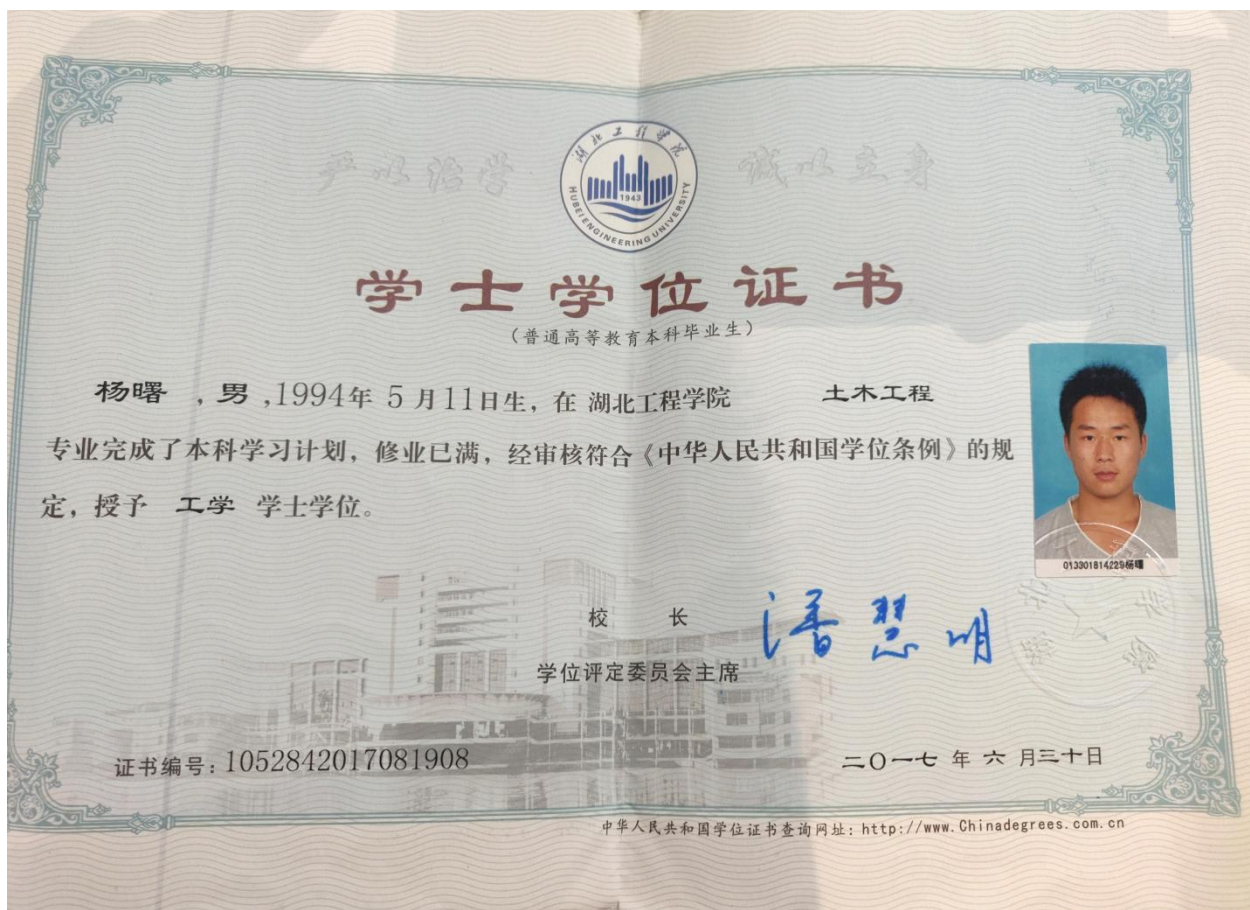 严以治学 诚以立身
湖北工程学院
1943
HUBEI ENGINEERING UNIVERSITY
学士学位证书
(普通高等教育本科毕业生)
杨曙 ,男,1994年 5 月11日生, 在 湖北工程学院 土木工程
专业完成了本科学习计划, 修业已满, 经审核符合《中华人民共和国学位条例》的规
定, 授予 工学 学士学位。
013301814229杨曙
校 长 潘慧明
学位评定委员会主席
证书编号:1052842017081908
二〇一七 年 六 月三十日
中华人民共和国学位证书查询网址: http://www.Chinadegrees.com.cn